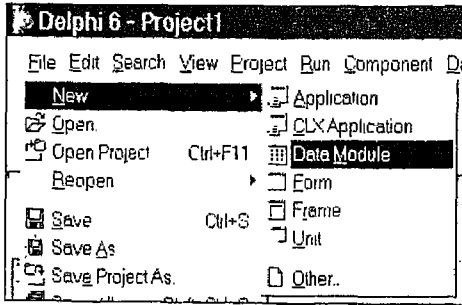 Delphi 6 - Project1
File Edit Search View Project Run Component
New
Open.
Open Project Ctrl+F11
Reopen
Save Ctrl+S
Save As
Save Project As.
Application
CLX Application
Data Module
Form
Frame
Unit
Other..